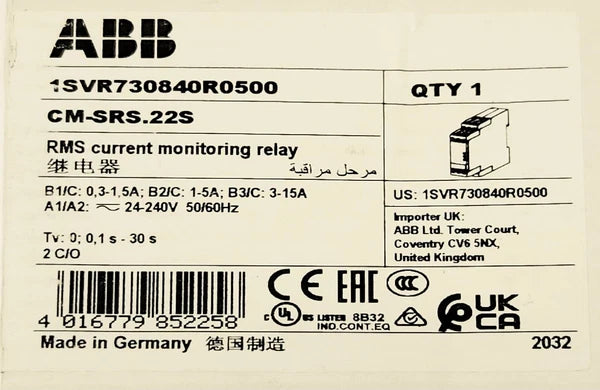 ABB
1SVR730840R0500
QTY 1
CM-SRS.22S
RMS current monitoring relay
继电器
مرحل مراقبة
B1/C: 0,3-1,5A; B2/C: 1-5A; B3/C: 3-15A
A1/A2: ≂ 24-240V 50/60Hz
Tv: 0; 0,1 s - 30 s
2 C/O
US: 1SVR730840R0500
Importer UK:
ABB Ltd. Tower Court,
Coventry CV6 5NX,
United Kingdom
4 016779 852258
CE EAC CCC
C UL US LISTED 8B32
IND.CONT.EQ
UK
CA
Made in Germany 德国制造
2032